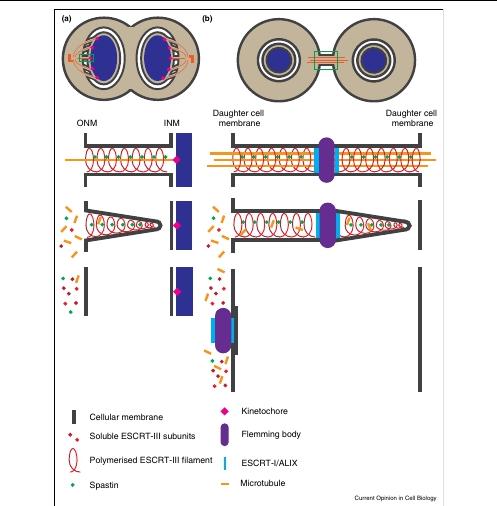 (a)
(b)
ONM
INM
Daughter cell
membrane
Daughter cell
membrane
Cellular membrane
Soluble ESCRT-III subunits
Polymerised ESCRT-III filament
Spastin
Kinetochore
Flemming body
ESCRT-I/ALIX
Microtubule
Current Opinion in Cell Biology